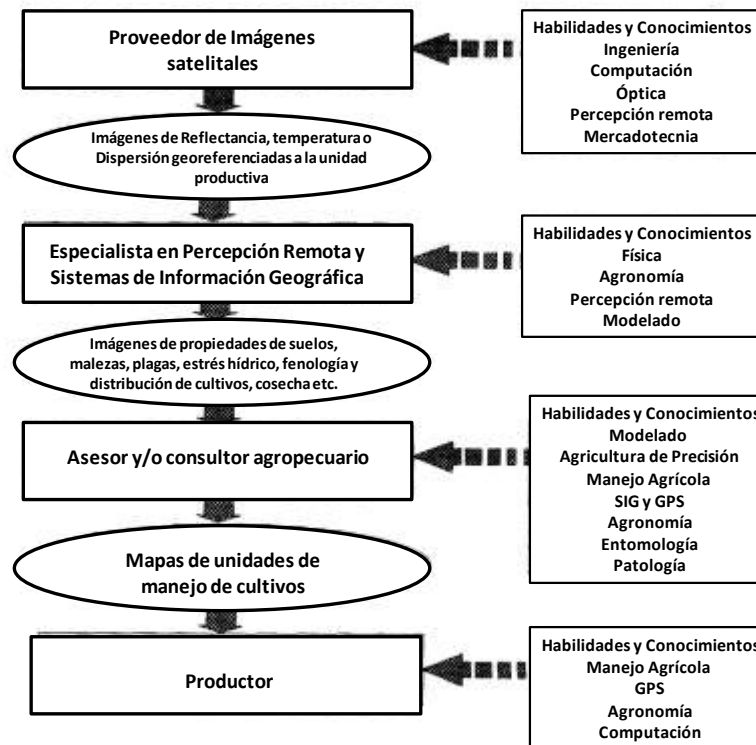 Proveedor de Imágenes
satelitales
Habilidades y Conocimientos
Ingeniería
Computación
Óptica
Percepción remota
Mercadotecnia
Imágenes de Reflectancia, temperatura o
Dispersión georeferenciadas a la unidad
productiva
Especialista en Percepción Remota y
Sistemas de Información Geográfica
Habilidades y Conocimientos
Física
Agronomía
Percepción remota
Modelado
Imágenes de propiedades de suelos,
malezas, plagas, estrés hídrico, fenología y
distribución de cultivos, cosecha etc.
Asesor y/o consultor agropecuario
Habilidades y Conocimientos
Modelado
Agricultura de Precisión
Manejo Agrícola
SIG y GPS
Agronomía
Entomología
Patología
Mapas de unidades de
manejo de cultivos
Productor
Habilidades y Conocimientos
Manejo Agrícola
GPS
Agronomía
Computación